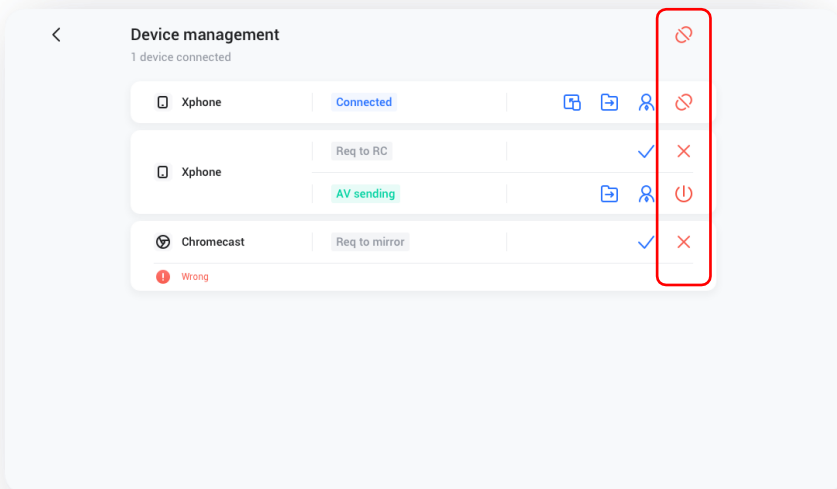 Device management
1 device connected
Xphone
Connected
Xphone
Req to RC
AV sending
Chromecast
Req to mirror
Wrong